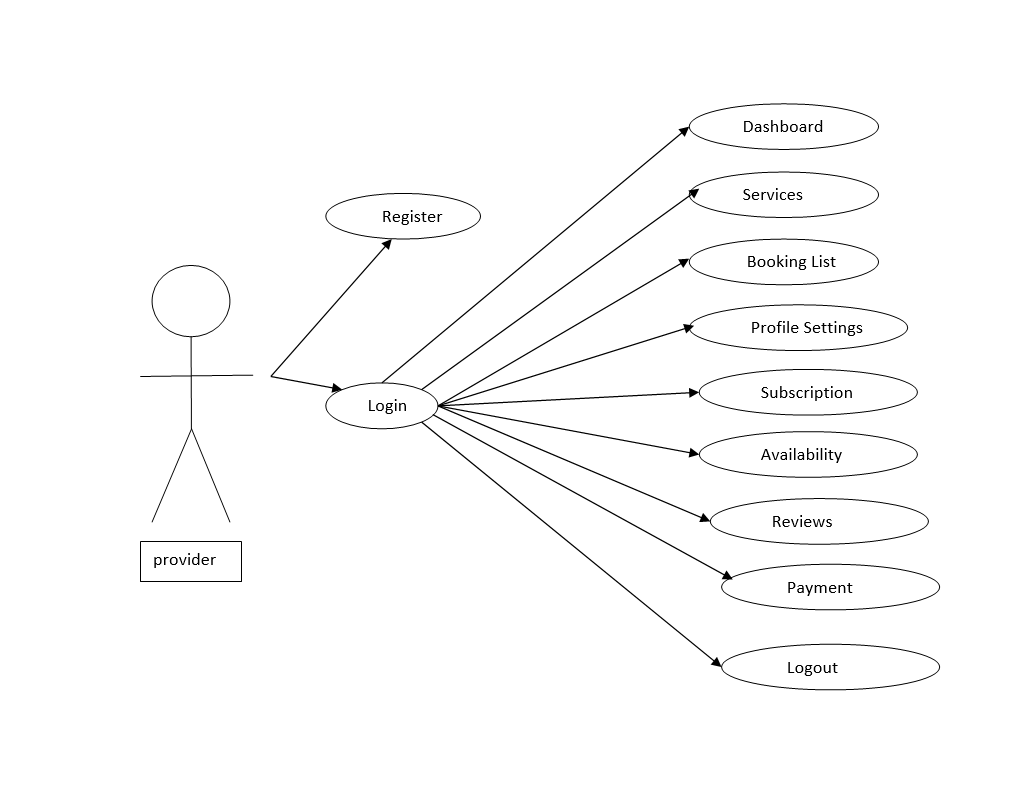 Dashboard
Services
Register
Booking List
Profile Settings
Subscription
Login
Availability
Reviews
provider
Payment
Logout